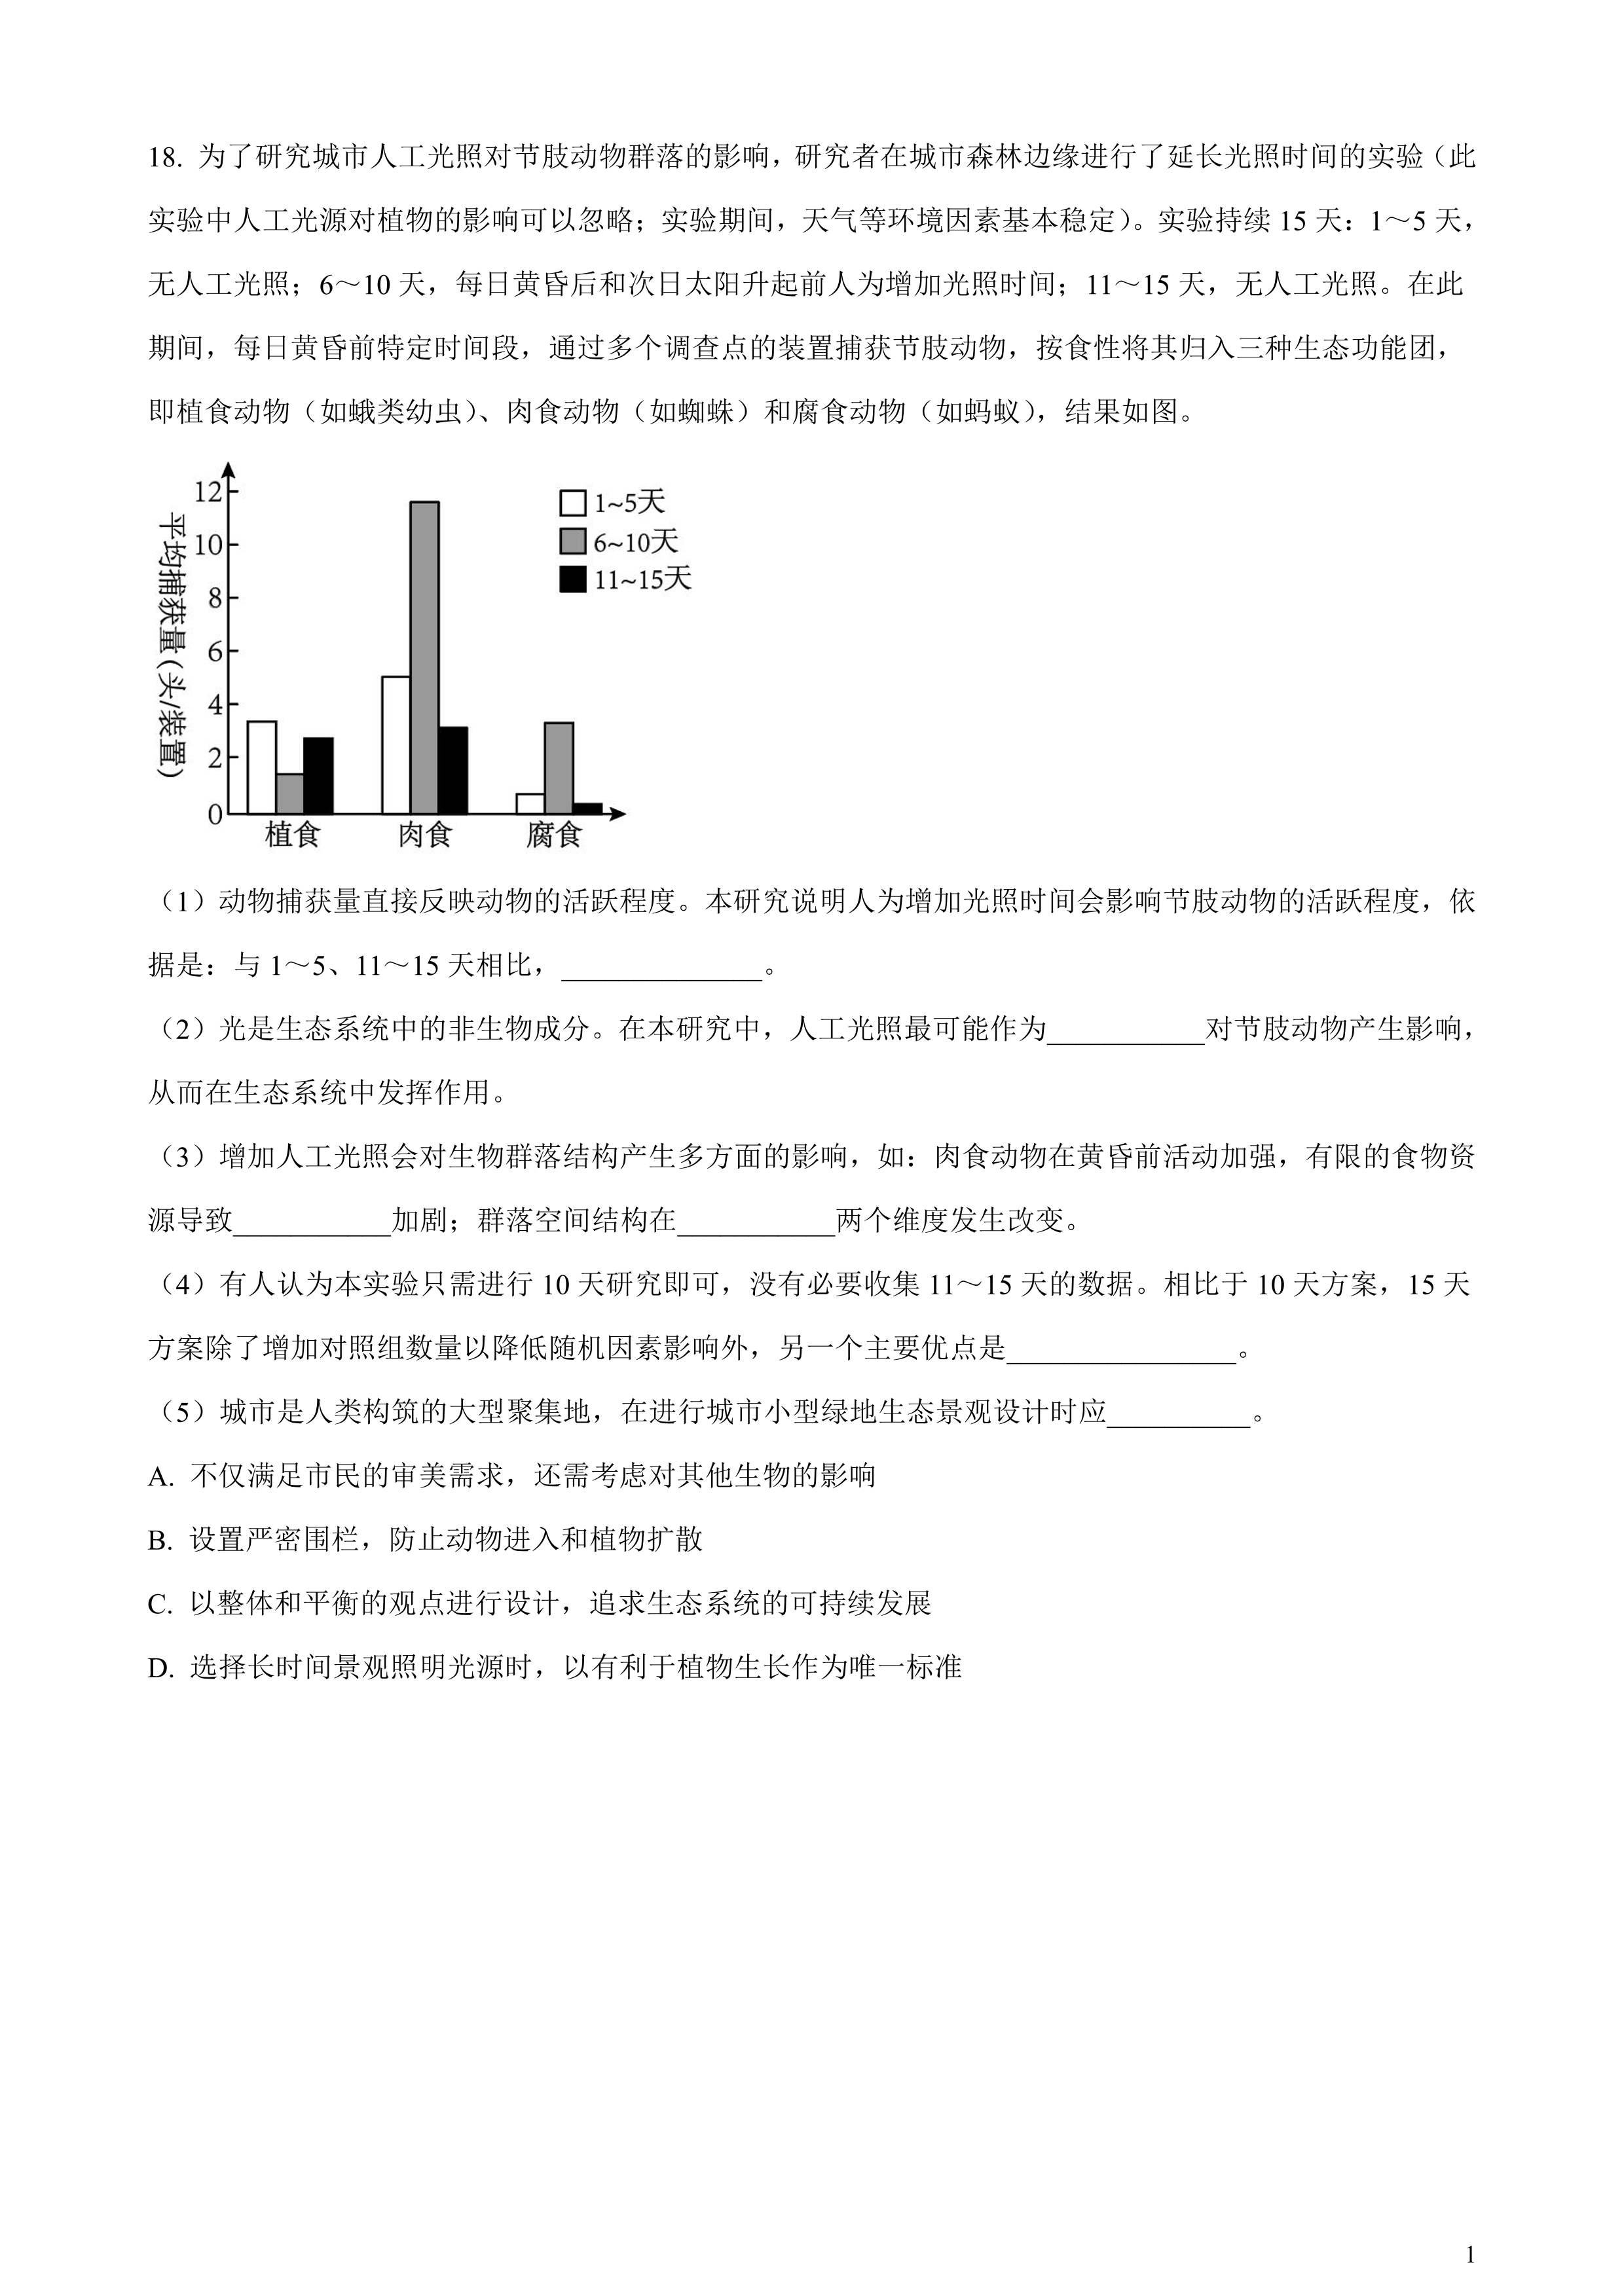 18. 为了研究城市人工光照对节肢动物群落的影响，研究者在城市森林边缘进行了延长光照时间的实验（此
实验中人工光源对植物的影响可以忽略；实验期间，天气等环境因素基本稳定）。实验持续 15 天：1～5 天，
无人工光照；6～10 天，每日黄昏后和次日太阳升起前人为增加光照时间；11～15 天，无人工光照。在此
期间，每日黄昏前特定时间段，通过多个调查点的装置捕获节肢动物，按食性将其归入三种生态功能团，
即植食动物（如蛾类幼虫）、肉食动物（如蜘蛛）和腐食动物（如蚂蚁），结果如图。
平均捕获量(头/装置)
12
10
8
6
4
2
0
植食 肉食 腐食
1~5天
6~10天
11~15天
（1）动物捕获量直接反映动物的活跃程度。本研究说明人为增加光照时间会影响节肢动物的活跃程度，依
据是：与 1～5、11～15 天相比，______________。
（2）光是生态系统中的非生物成分。在本研究中，人工光照最可能作为___________对节肢动物产生影响，
从而在生态系统中发挥作用。
（3）增加人工光照会对生物群落结构产生多方面的影响，如：肉食动物在黄昏前活动加强，有限的食物资
源导致___________加剧；群落空间结构在___________两个维度发生改变。
（4）有人认为本实验只需进行 10 天研究即可，没有必要收集 11～15 天的数据。相比于 10 天方案，15 天
方案除了增加对照组数量以降低随机因素影响外，另一个主要优点是________________。
（5）城市是人类构筑的大型聚集地，在进行城市小型绿地生态景观设计时应__________。
A. 不仅满足市民的审美需求，还需考虑对其他生物的影响
B. 设置严密围栏，防止动物进入和植物扩散
C. 以整体和平衡的观点进行设计，追求生态系统的可持续发展
D. 选择长时间景观照明光源时，以有利于植物生长作为唯一标准
1